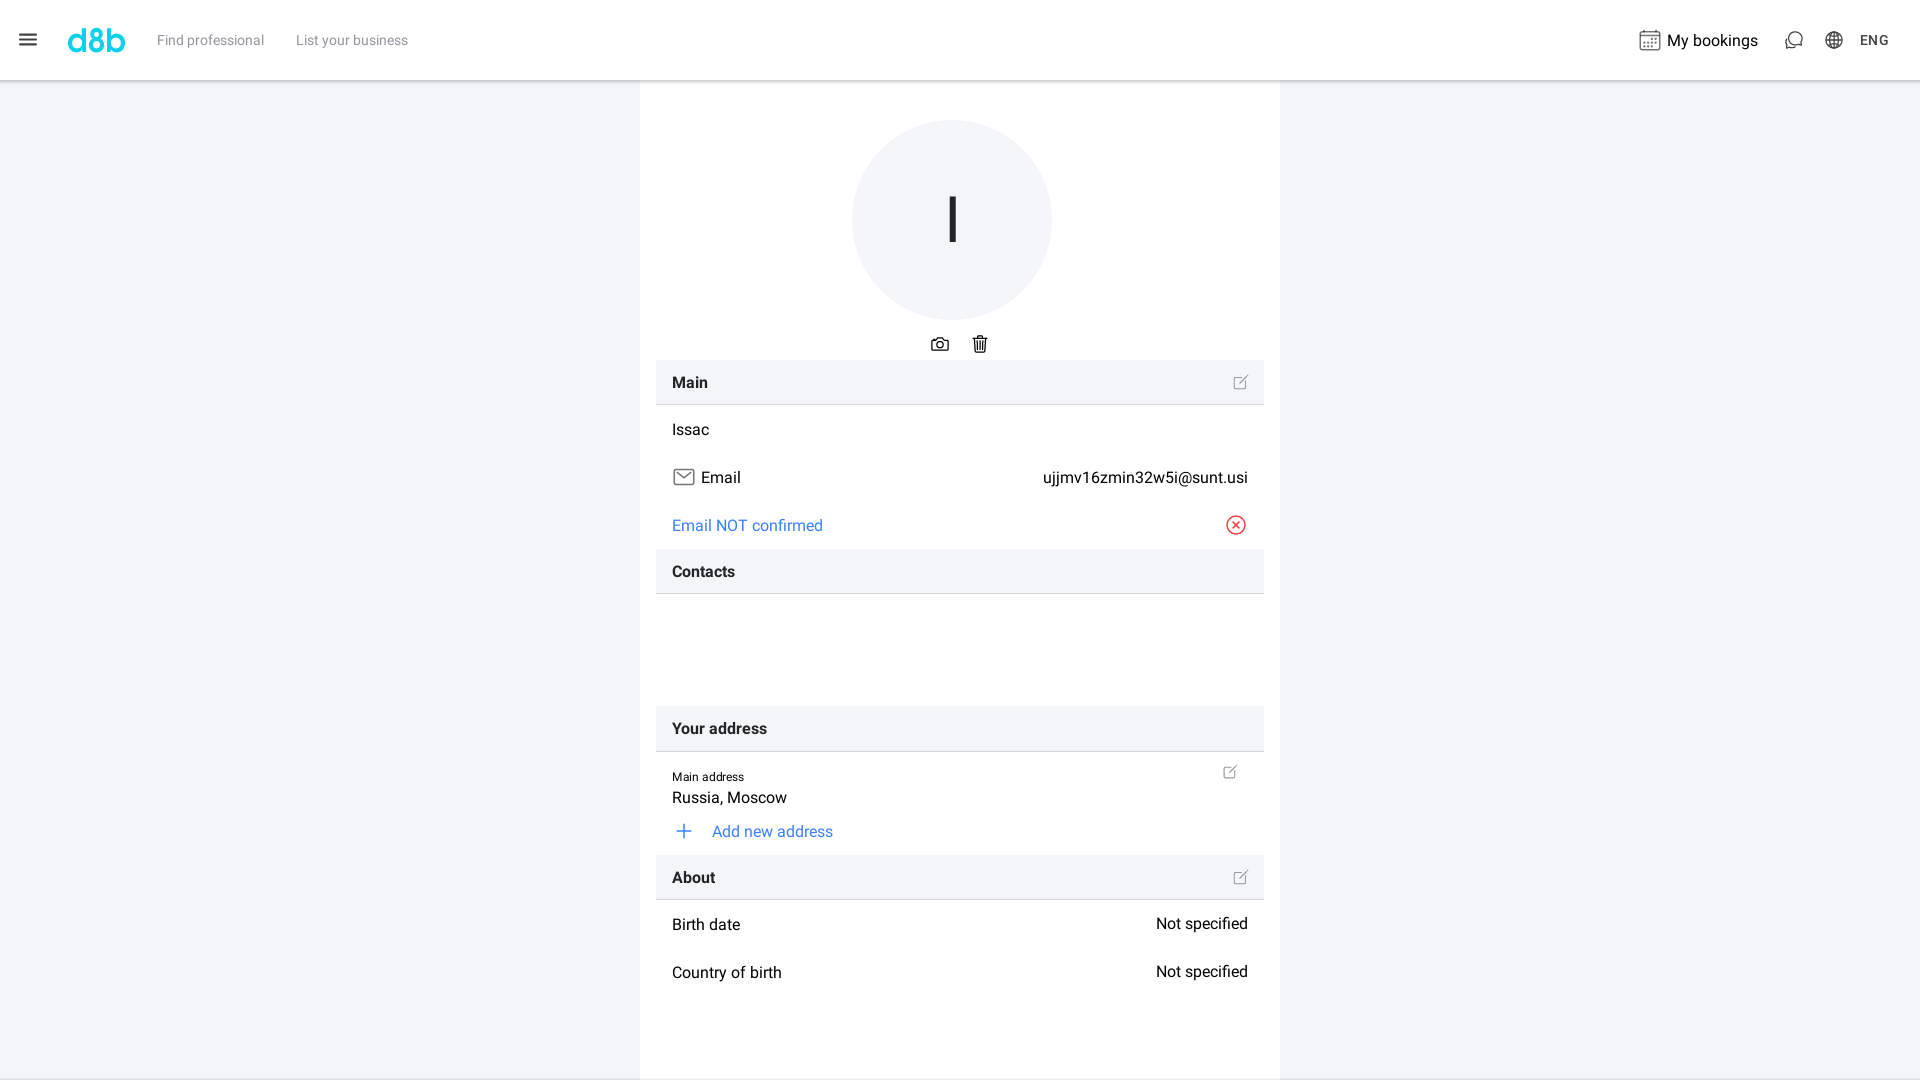 d8b
Find professional
List your business
My bookings
ENG
I
Main
Issac
Email
ujjmv16zmin32w5i@sunt.usi
Email NOT confirmed
Contacts
Your address
Main address
Russia, Moscow
Add new address
About
Birth date
Not specified
Country of birth
Not specified